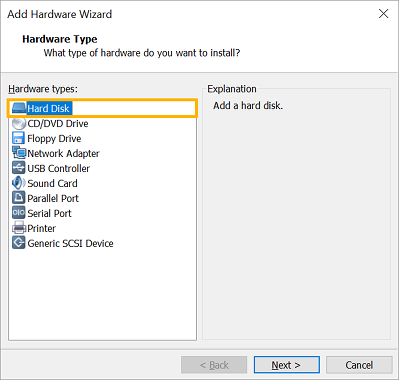 Add Hardware Wizard
Hardware Type
What type of hardware do you want to install?
Hardware types:
Explanation
Hard Disk
Add a hard disk.
CD/DVD Drive
Floppy Drive
Network Adapter
USB Controller
Sound Card
Parallel Port
Serial Port
Printer
Generic SCSI Device
< Back
Next >
Cancel